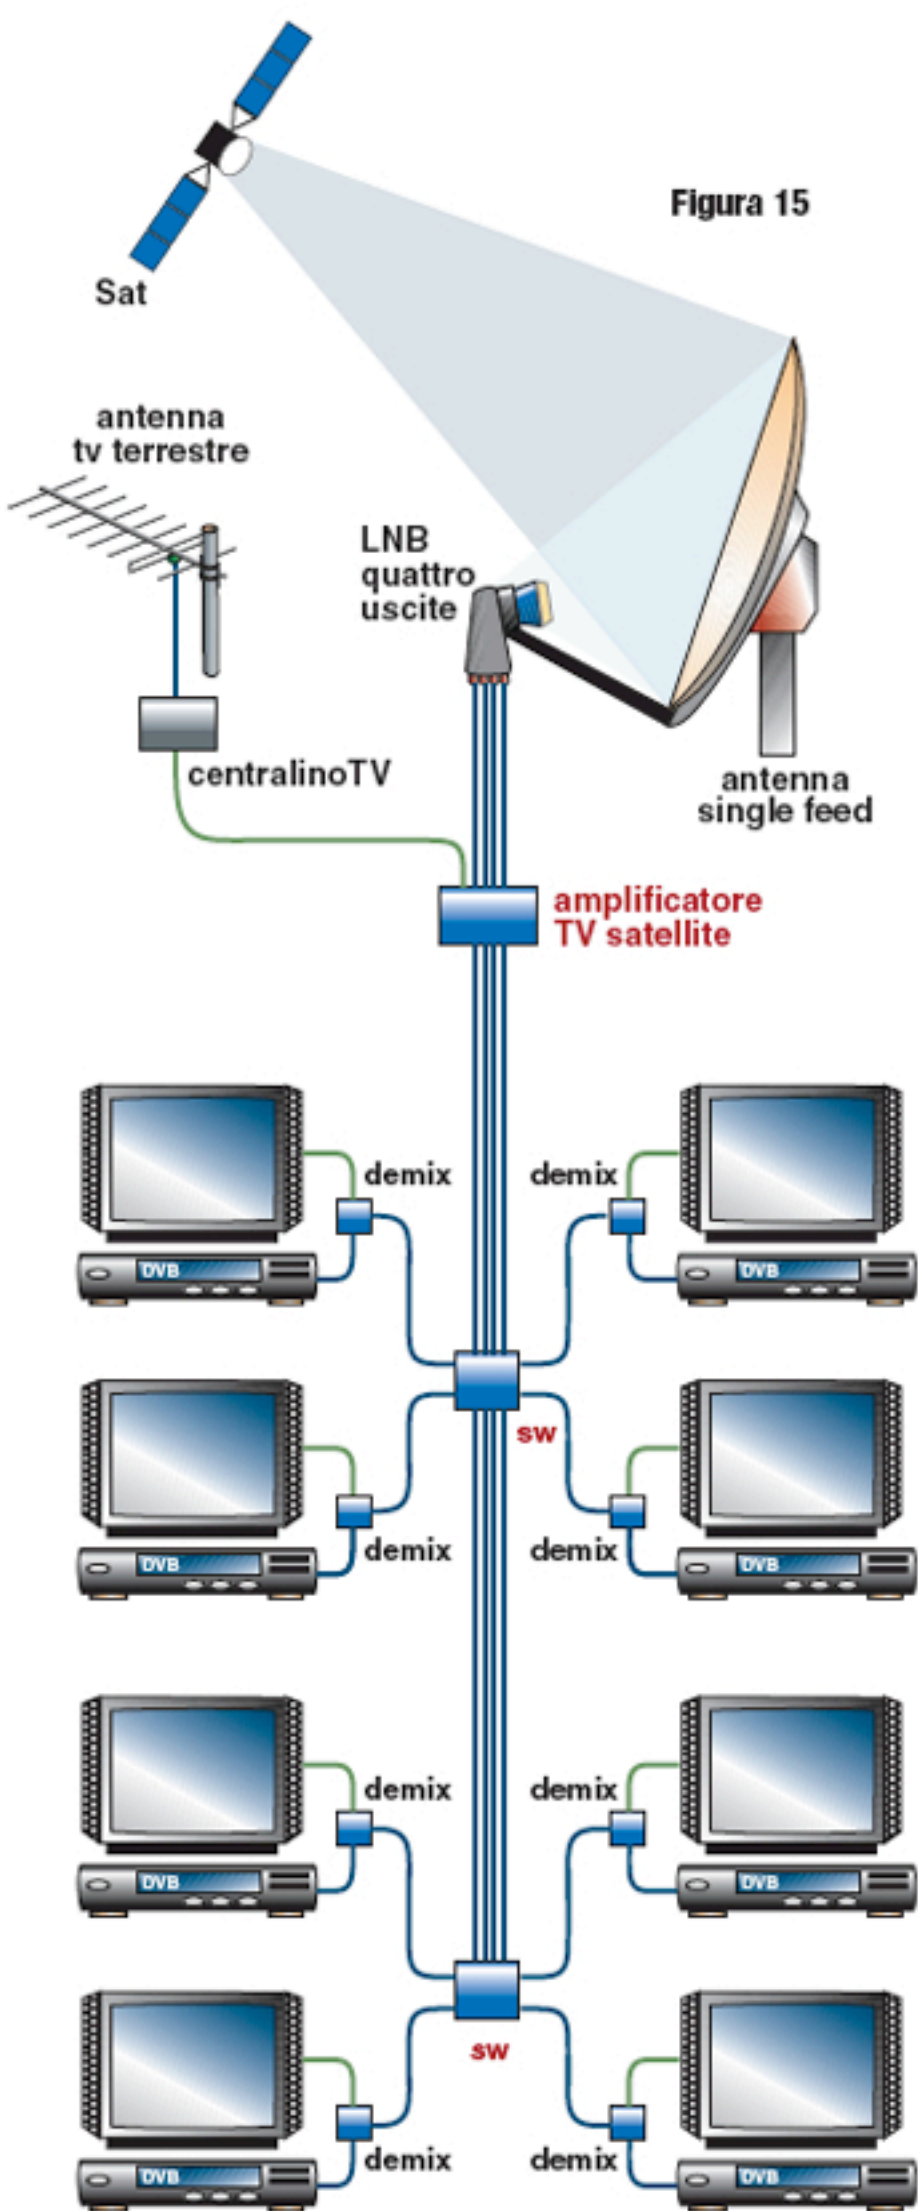 Figura 15
Sat
antenna
tv terrestre
LNB
quattro
uscite
centralinoTV
antenna
single feed
amplificatore
TV satellite
demix
demix
DVB
DVB
sw
demix
demix
DVB
DVB
demix
demix
DVB
DVB
sw
demix
demix
DVB
DVB